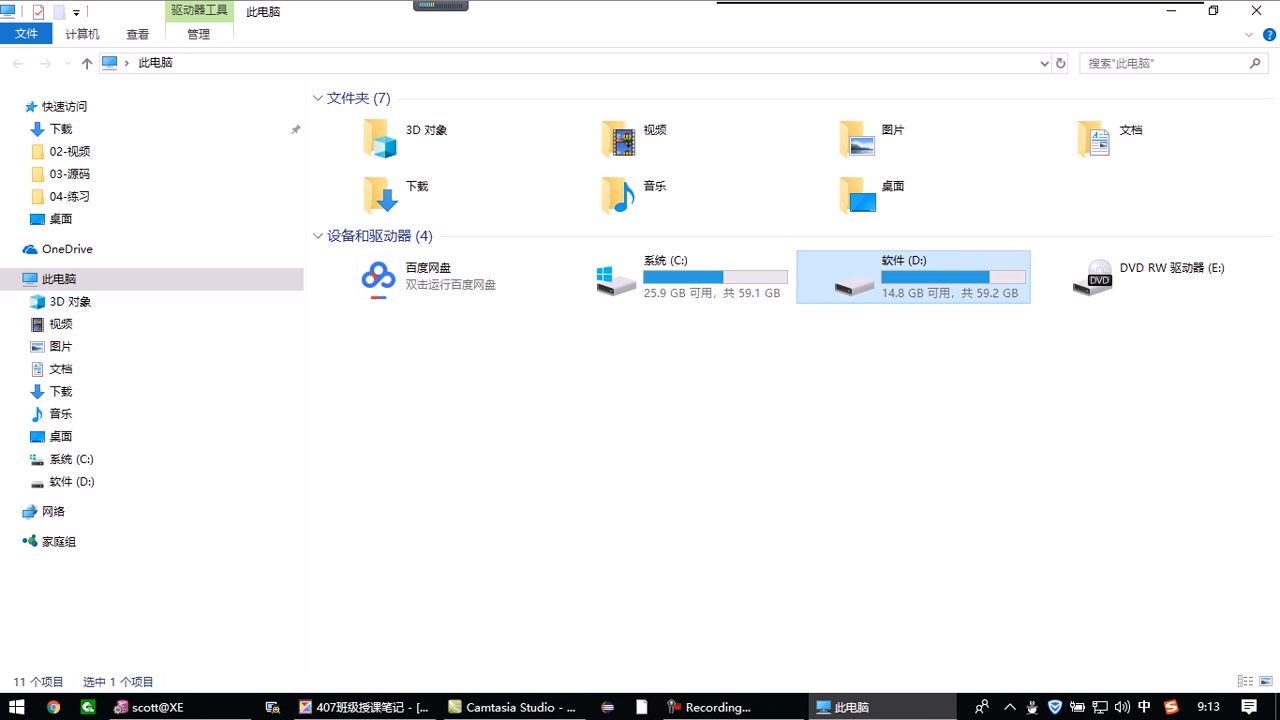 驱动器工具
此电脑
文件
计算机
查看
管理
此电脑
搜索"此电脑"
快速访问
下载
02-视频
03-源码
04-练习
桌面
OneDrive
此电脑
3D 对象
视频
图片
文档
下载
音乐
桌面
系统 (C:)
软件 (D:)
网络
家庭组
文件夹 (7)
3D 对象
视频
图片
文档
下载
音乐
桌面
设备和驱动器 (4)
百度网盘
双击运行百度网盘
系统 (C:)
25.9 GB 可用，共 59.1 GB
软件 (D:)
14.8 GB 可用，共 59.2 GB
DVD RW 驱动器 (E:)
DVD
11 个项目
选中 1 个项目
scott@XE
407班级授课笔记 - [...
Camtasia Studio - ...
Recording...
此电脑
中
9:13